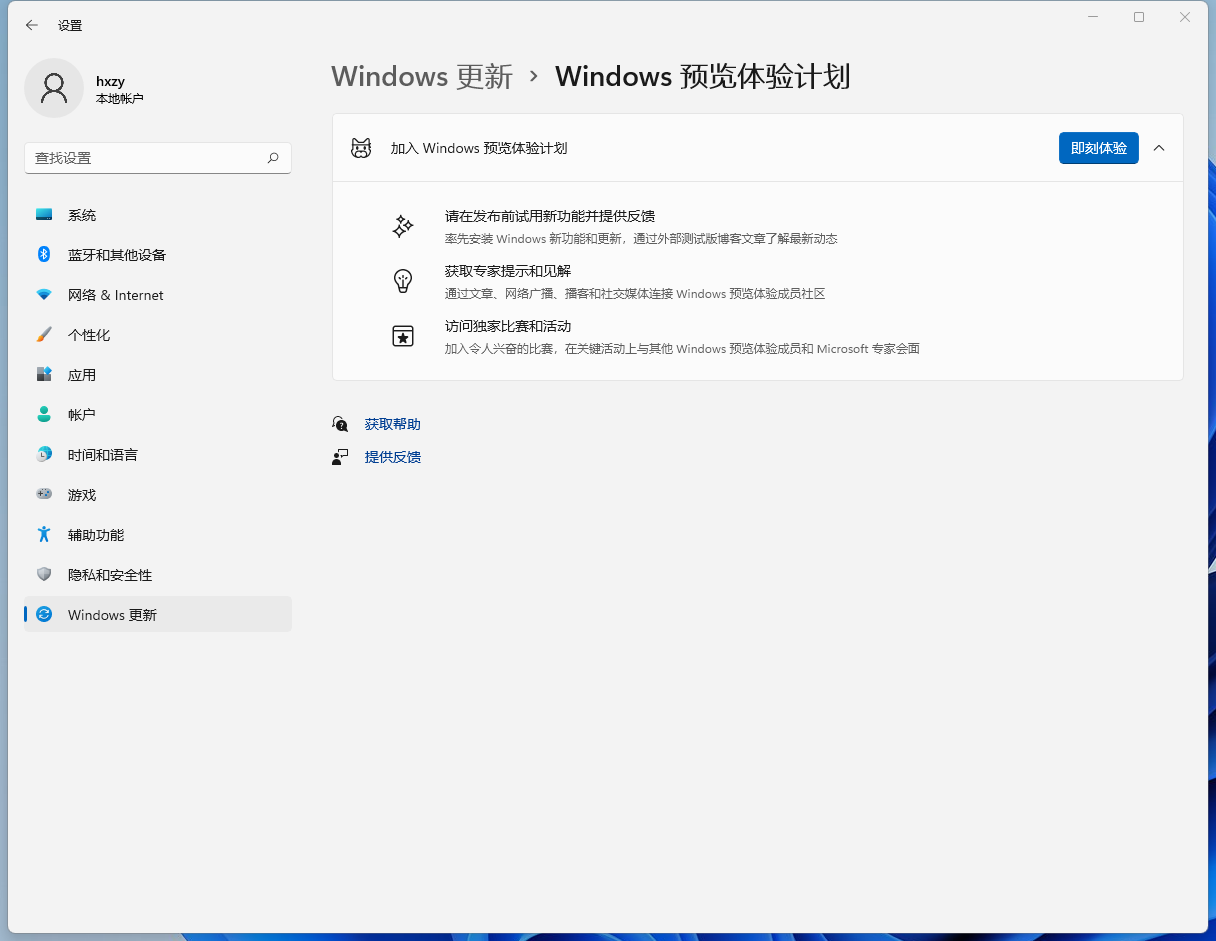 设置
hxzy
本地帐户
查找设置
系统
蓝牙和其他设备
网络 & Internet
个性化
应用
帐户
时间和语言
游戏
辅助功能
隐私和安全性
Windows 更新
Windows 更新 › Windows 预览体验计划
加入 Windows 预览体验计划
即刻体验
请在发布前试用新功能并提供反馈
率先安装 Windows 新功能和更新，通过外部测试版博客文章了解最新动态
获取专家提示和见解
通过文章、网络广播、播客和社交媒体连接 Windows 预览体验成员社区
访问独家比赛和活动
加入令人兴奋的比赛，在关键活动上与其他 Windows 预览体验成员和 Microsoft 专家会面
获取帮助
提供反馈